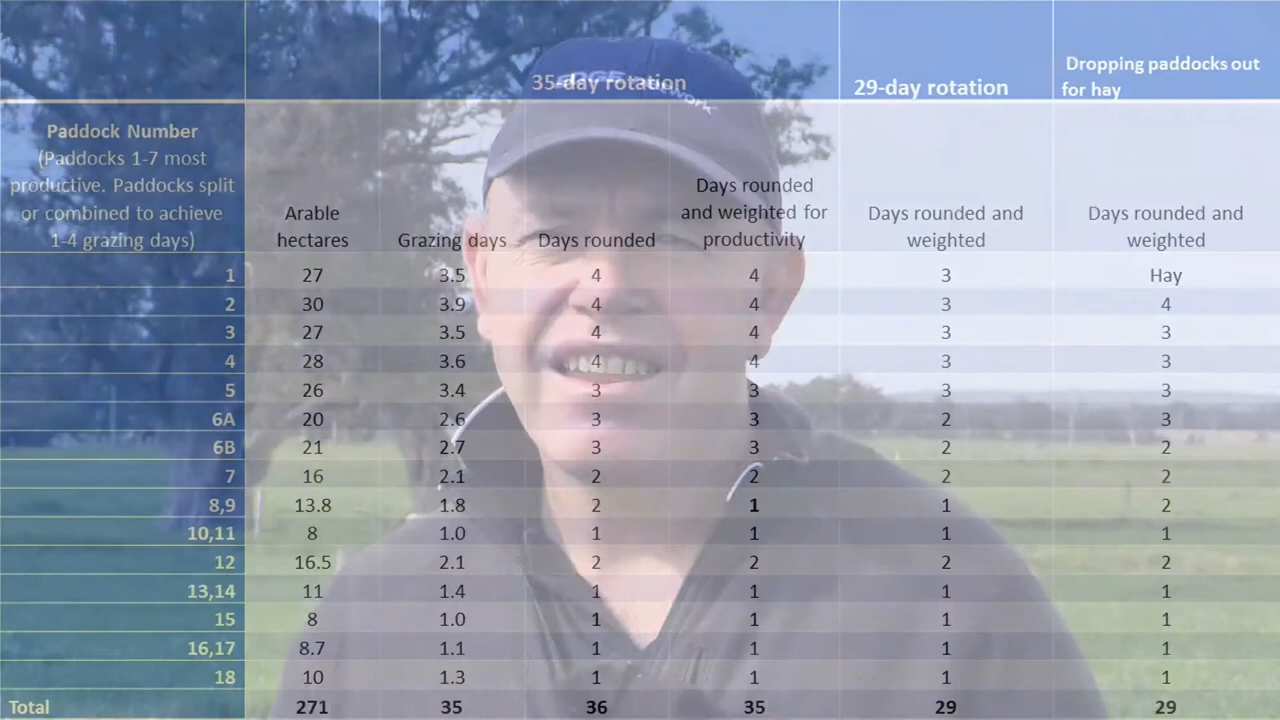 35-day rotation
29-day rotation
Dropping paddocks out
for hay
Paddock Number
(Paddocks 1-7 most
productive. Paddocks split
or combined to achieve
1-4 grazing days)
Arable
hectares
Grazing days
Days rounded
Days rounded
and weighted for
productivity
Days rounded and
weighted
Days rounded and
weighted
1 27 3.5 4 4 3 Hay
2 30 3.9 4 4 3 4
3 27 3.5 4 4 3 3
4 28 3.6 4 4 3 3
5 26 3.4 3 3 3 3
6A 20 2.6 3 3 2 3
6B 21 2.7 3 3 2 2
7 16 2.1 2 2 2 2
8,9 13.8 1.8 2 1 1 2
10,11 8 1.0 1 1 1 1
12 16.5 2.1 2 2 2 2
13,14 11 1.4 1 1 1 1
15 8 1.0 1 1 1 1
16,17 8.7 1.1 1 1 1 1
18 10 1.3 1 1 1 1
Total 271 35 36 35 29 29